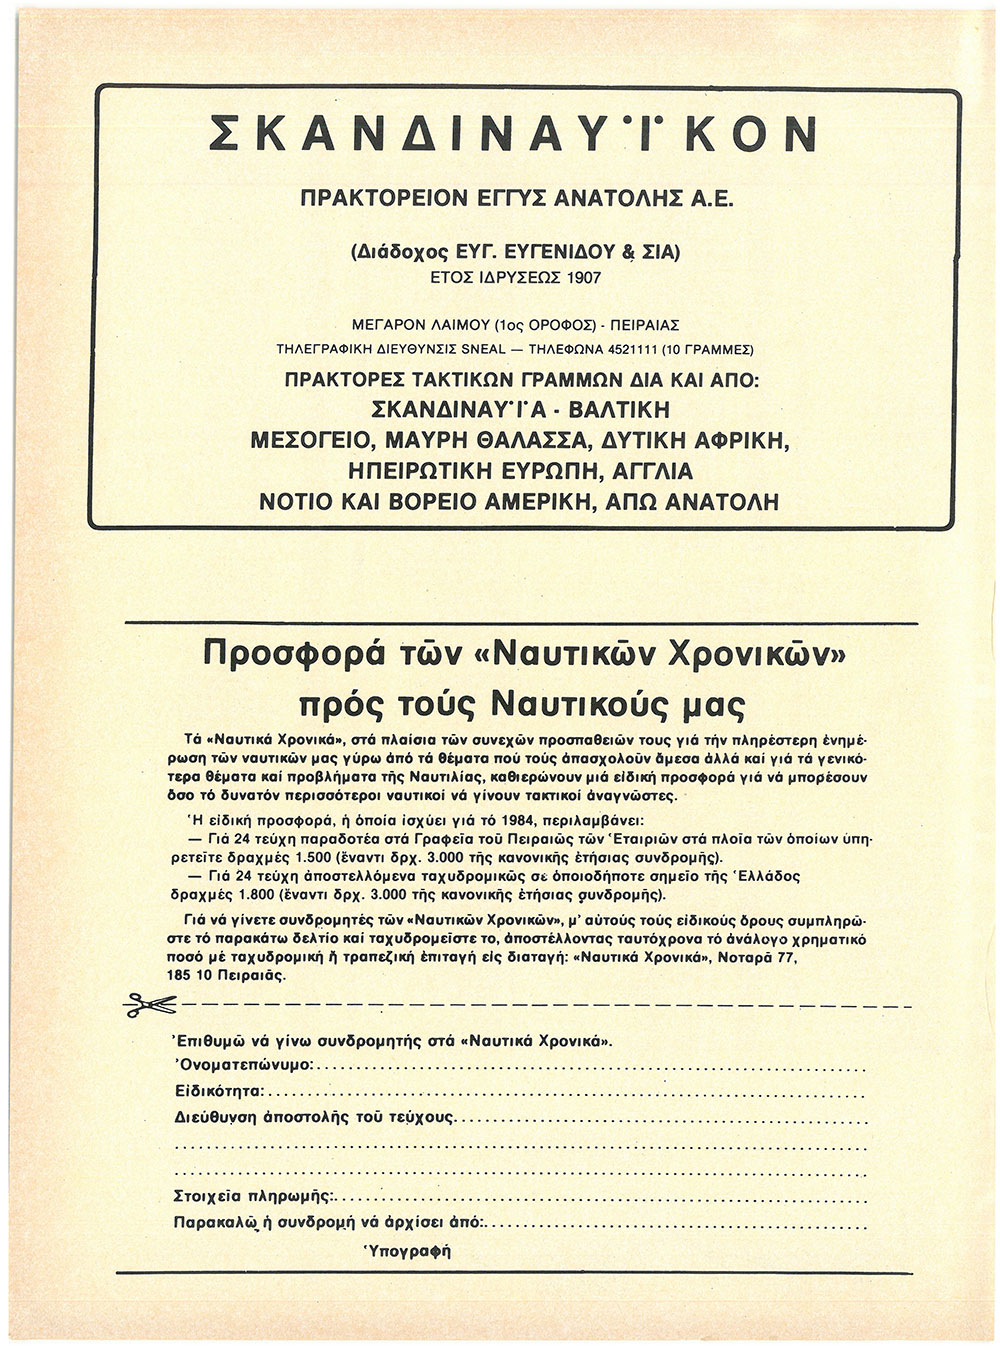 ΣΚΑΝΔΙΝΑΥΪΚΟΝ
ΠΡΑΚΤΟΡΕΙΟΝ ΕΓΓΥΣ ΑΝΑΤΟΛΗΣ Α.Ε.
(Διάδοχος ΕΥΓ. ΕΥΓΕΝΙΔΟΥ & ΣΙΑ)
ΕΤΟΣ ΙΔΡΥΣΕΩΣ 1907
ΜΕΓΑΡΟΝ ΛΑΙΜΟΥ (1ος ΟΡΟΦΟΣ) - ΠΕΙΡΑΙΑΣ
ΤΗΛΕΓΡΑΦΙΚΗ ΔΙΕΥΘΥΝΣΙΣ SNEAL — ΤΗΛΕΦΩΝΑ 4521111 (10 ΓΡΑΜΜΕΣ)
ΠΡΑΚΤΟΡΕΣ ΤΑΚΤΙΚΩΝ ΓΡΑΜΜΩΝ ΔΙΑ ΚΑΙ ΑΠΟ:
ΣΚΑΝΔΙΝΑΥΪΑ - ΒΑΛΤΙΚΗ
ΜΕΣΟΓΕΙΟ, ΜΑΥΡΗ ΘΑΛΑΣΣΑ, ΔΥΤΙΚΗ ΑΦΡΙΚΗ,
ΗΠΕΙΡΩΤΙΚΗ ΕΥΡΩΠΗ, ΑΓΓΛΙΑ
ΝΟΤΙΟ ΚΑΙ ΒΟΡΕΙΟ ΑΜΕΡΙΚΗ, ΑΠΩ ΑΝΑΤΟΛΗ
Προσφορά τῶν «Ναυτικῶν Χρονικῶν»
πρός τούς Ναυτικούς μας
Τά «Ναυτικά Χρονικά», στά πλαίσια τῶν συνεχῶν προσπαθειῶν τους γιά τήν πληρέστερη ἐνημέ-
ρωση τῶν ναυτικῶν μας γύρω ἀπό τά θέματα πού τούς ἀπασχολοῦν ἄμεσα ἀλλά καί γιά τά γενικό-
τερα θέματα καί προβλήματα τῆς Ναυτιλίας, καθιερώνουν μιά εἰδική προσφορά γιά νά μπορέσουν
ὅσο τό δυνατόν περισσότεροι ναυτικοί νά γίνουν τακτικοί ἀναγνῶστες.
Ἡ εἰδική προσφορά, ἡ ὁποία ἰσχύει γιά τό 1984, περιλαμβάνει:
— Γιά 24 τεύχη παραδοτέα στά Γραφεῖα τοῦ Πειραιῶς τῶν Ἑταιριῶν στά πλοῖα τῶν ὁποίων ὑπη-
ρετεῖτε δραχμές 1.500 (ἔναντι δρχ. 3.000 τῆς κανονικῆς ἐτήσιας συνδρομῆς).
— Γιά 24 τεύχη ἀποστελλόμενα ταχυδρομικῶς σέ ὁποιοδήποτε σημεῖο τῆς Ἑλλάδος
δραχμές 1.800 (ἔναντι δρχ. 3.000 τῆς κανονικῆς ἐτήσιας συνδρομῆς).
Γιά νά γίνετε συνδρομητές τῶν «Ναυτικῶν Χρονικῶν», μ' αὐτούς τούς εἰδικούς ὅρους συμπληρῶ-
στε τό παρακάτω δελτίο καί ταχυδρομεῖστε το, ἀποστέλλοντας ταυτόχρονα τό ἀνάλογο χρηματικό
ποσό μέ ταχυδρομική ἤ τραπεζική ἐπιταγή εἰς διαταγή: «Ναυτικά Χρονικά», Νοταρᾶ 77,
185 10 Πειραιᾶς.
Ἐπιθυμῶ νά γίνω συνδρομητής στά «Ναυτικά Χρονικά».
Ὀνοματεπώνυμο:
Εἰδικότητα:
Διεύθυνση ἀποστολῆς τοῦ τεύχους
Στοιχεῖα πληρωμῆς:
Παρακαλῶ ἡ συνδρομή νά ἀρχίσει ἀπό:
Ὑπογραφή